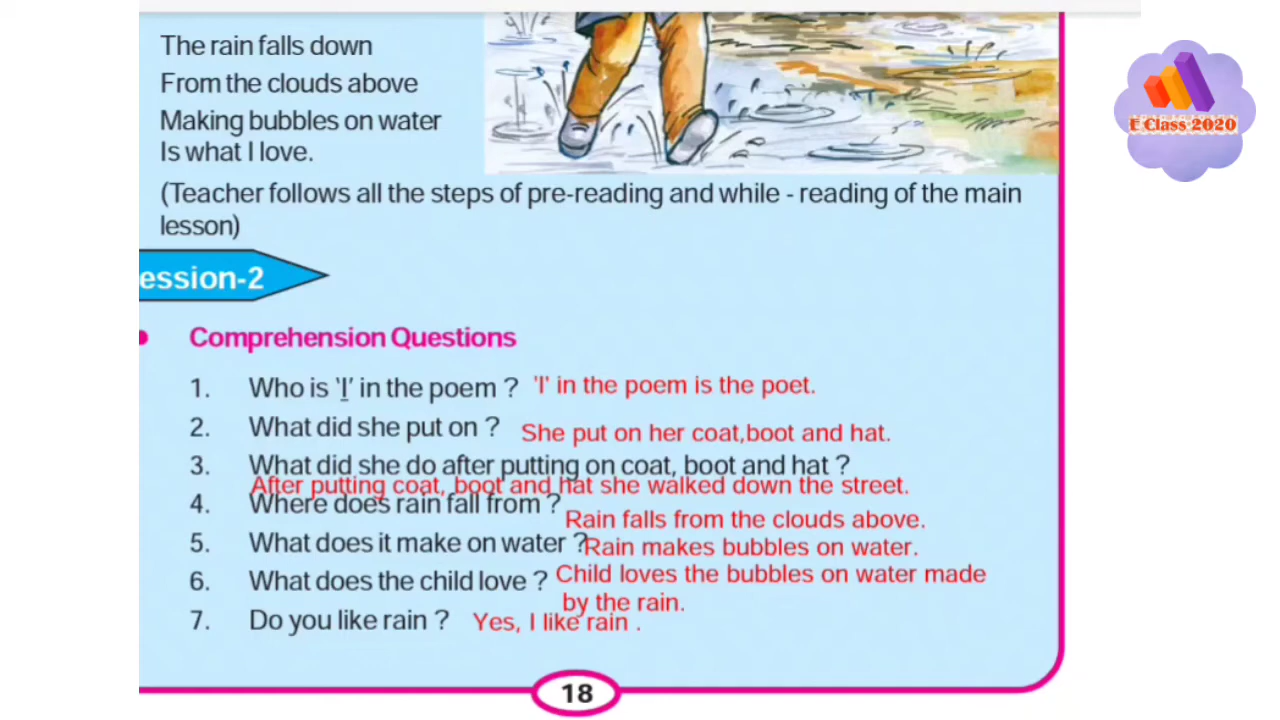 The rain falls down
From the clouds above
Making bubbles on water
Is what I love.
(Teacher follows all the steps of pre-reading and while - reading of the main
lesson)
ession-2
Comprehension Questions
1. Who is 'I' in the poem ? 'I' in the poem is the poet.
2. What did she put on ? She put on her coat,boot and hat.
3. What did she do after putting on coat, boot and hat ?
After putting coat, boot and hat she walked down the street.
4. Where does rain fall from ? Rain falls from the clouds above.
5. What does it make on water ? Rain makes bubbles on water.
6. What does the child love ? Child loves the bubbles on water made
by the rain.
7. Do you like rain ? Yes, I like rain .
18
E Class 2020